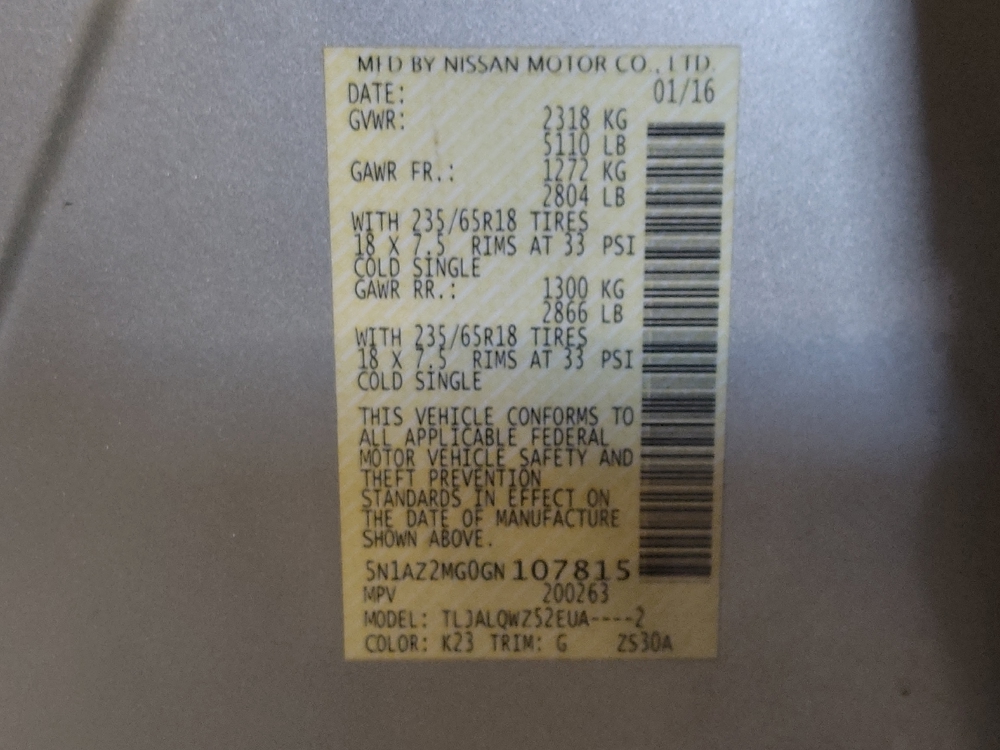 MFD BY NISSAN MOTOR CO., LTD.
DATE: 01/16
GVWR: 2318 KG
5110 LB
GAWR FR.: 1272 KG
2804 LB
WITH 235/65R18 TIRES
18 X 7.5 RIMS AT 33 PSI
COLD SINGLE
GAWR RR.: 1300 KG
2866 LB
WITH 235/65R18 TIRES
18 X 7.5 RIMS AT 33 PSI
COLD SINGLE
THIS VEHICLE CONFORMS TO
ALL APPLICABLE FEDERAL
MOTOR VEHICLE SAFETY AND
THEFT PREVENTION
STANDARDS IN EFFECT ON
THE DATE OF MANUFACTURE
SHOWN ABOVE.
5N1AZ2MG0GN107815
MPV 200263
MODEL: TLJALQWZ52EUA----2
COLOR: K23 TRIM: G ZS30A